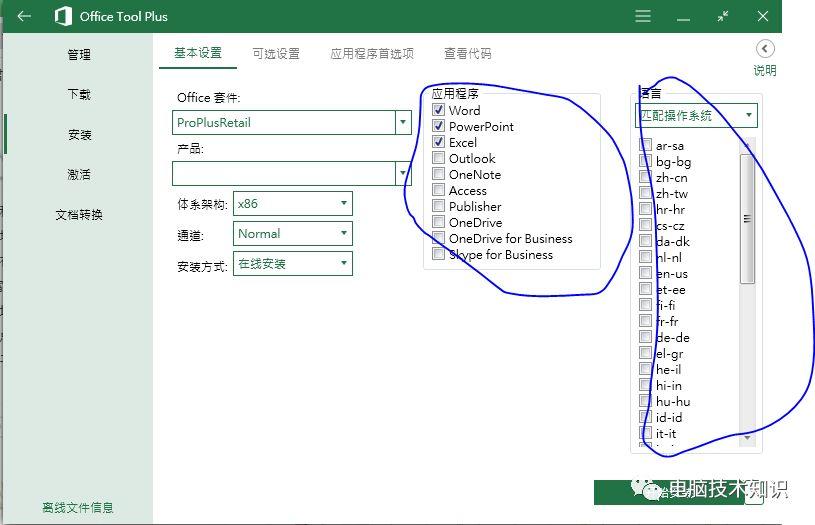 Office Tool Plus
管理
下载
安装
激活
文档转换
离线文件信息
基本设置
可选设置
应用程序首选项
查看代码
说明
Office 套件:
ProPlusRetail
产品:
体系架构: x86
通道: Normal
安装方式: 在线安装
应用程序
Word
PowerPoint
Excel
Outlook
OneNote
Access
Publisher
OneDrive
OneDrive for Business
Skype for Business
语言
匹配操作系统
ar-sa
bg-bg
zh-cn
zh-tw
hr-hr
cs-cz
da-dk
nl-nl
en-us
et-ee
fi-fi
fr-fr
de-de
el-gr
he-il
hi-in
hu-hu
id-id
it-it
电脑技术知识